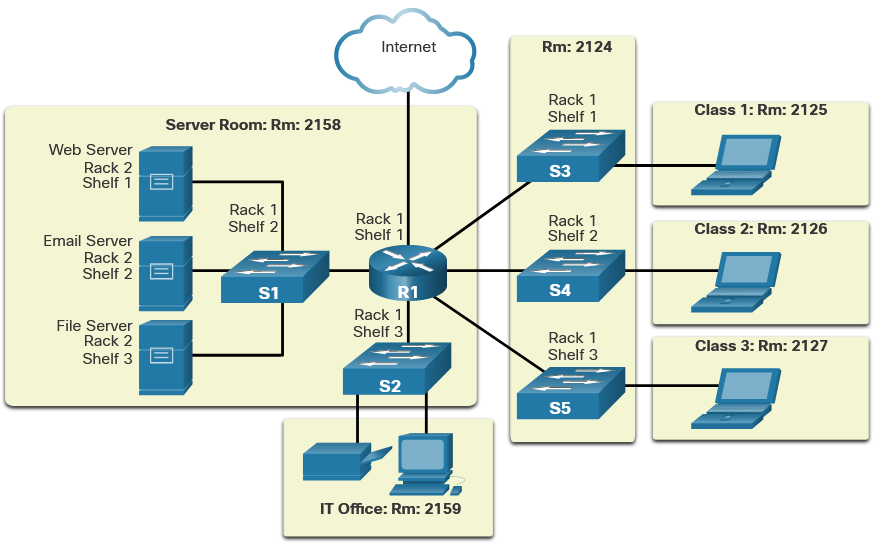 Internet
Rm: 2124
Rack 1
Shelf 1
S3
Class 1: Rm: 2125
Server Room: Rm: 2158
Web Server
Rack 2
Shelf 1
Rack 1
Shelf 2
Rack 1
Shelf 1
Rack 1
Shelf 2
Class 2: Rm: 2126
Email Server
Rack 2
Shelf 2
S1
R1
S4
File Server
Rack 2
Shelf 3
Rack 1
Shelf 3
Rack 1
Shelf 3
Class 3: Rm: 2127
S2
S5
IT Office: Rm: 2159